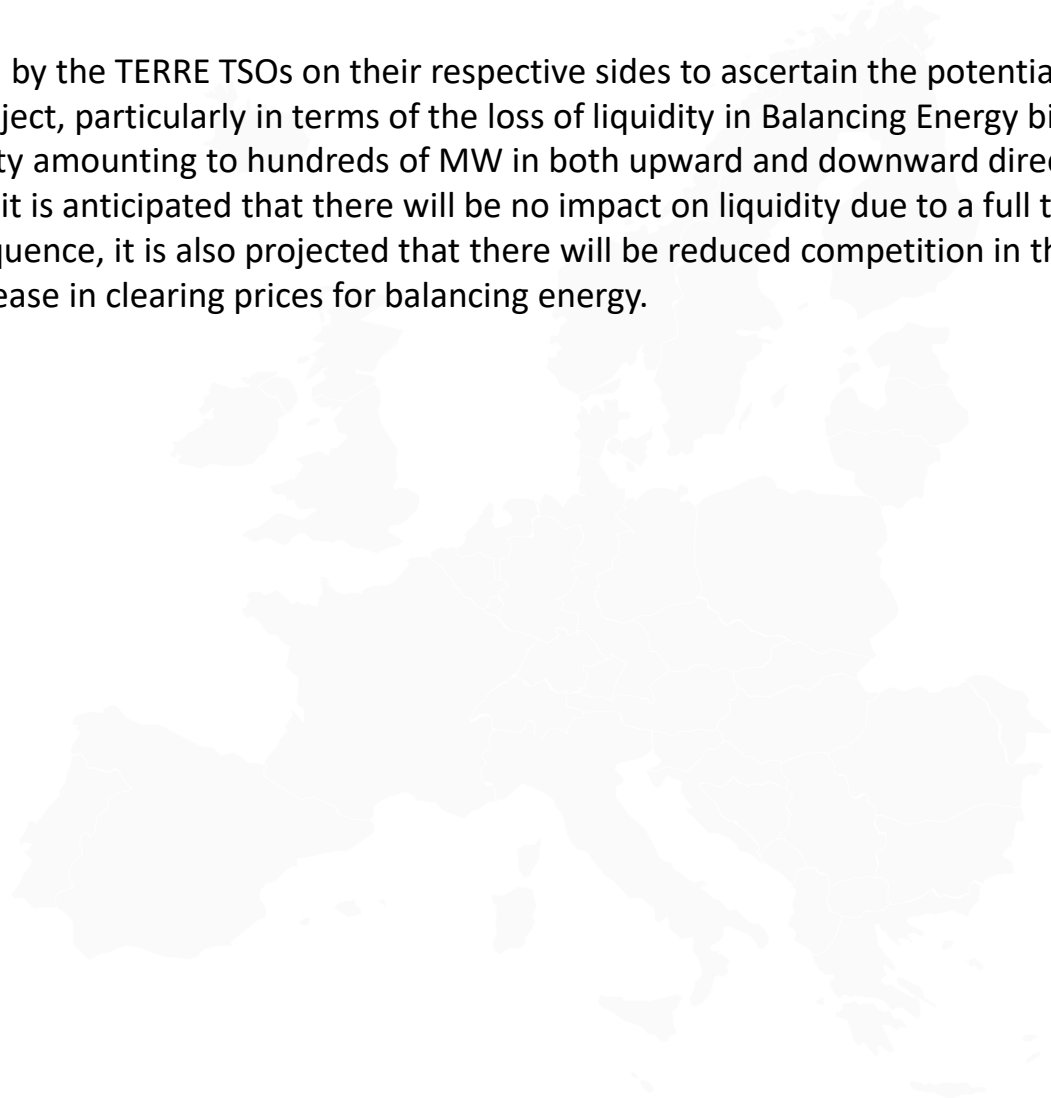 by the TERRE TSOs on their respective sides to ascertain the potentia
ject, particularly in terms of the loss of liquidity in Balancing Energy bi
ty amounting to hundreds of MW in both upward and downward direc
it is anticipated that there will be no impact on liquidity due to a full t
quence, it is also projected that there will be reduced competition in th
ease in clearing prices for balancing energy.